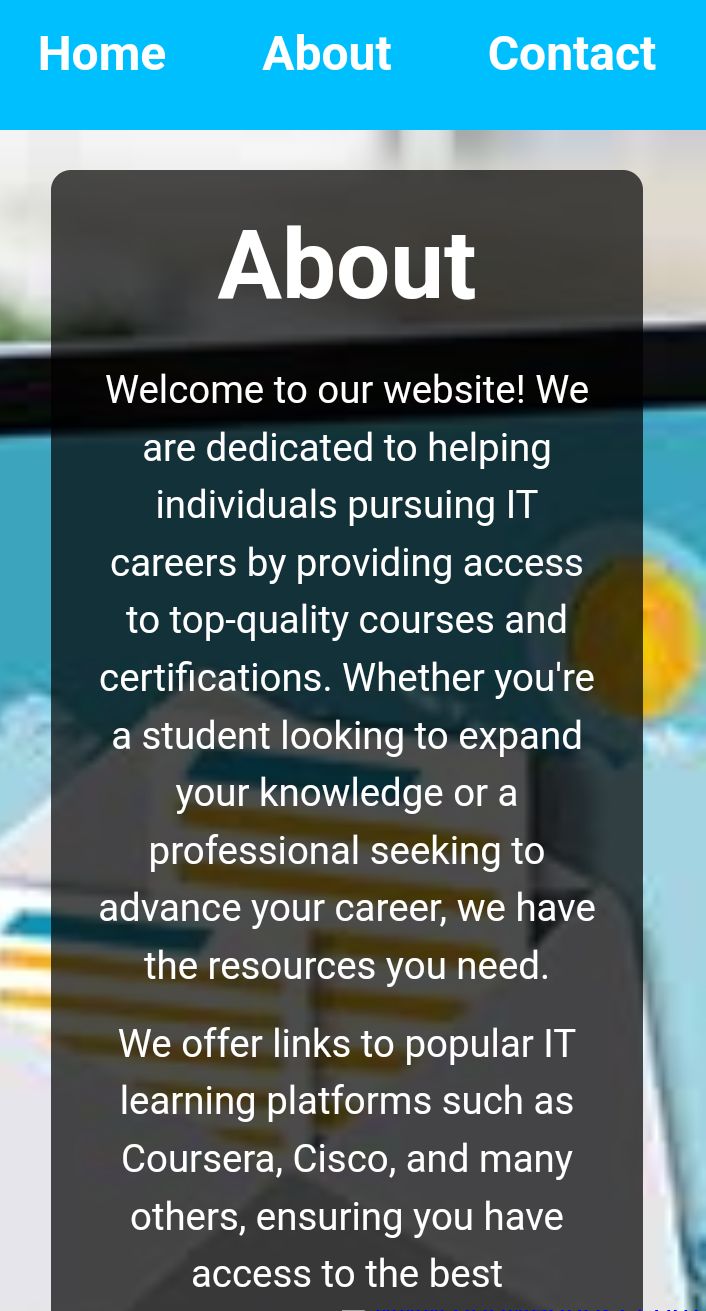 Home About Contact
About
Welcome to our website! We
are dedicated to helping
individuals pursuing IT
careers by providing access
to top-quality courses and
certifications. Whether you're
a student looking to expand
your knowledge or a
professional seeking to
advance your career, we have
the resources you need.
We offer links to popular IT
learning platforms such as
Coursera, Cisco, and many
others, ensuring you have
access to the best